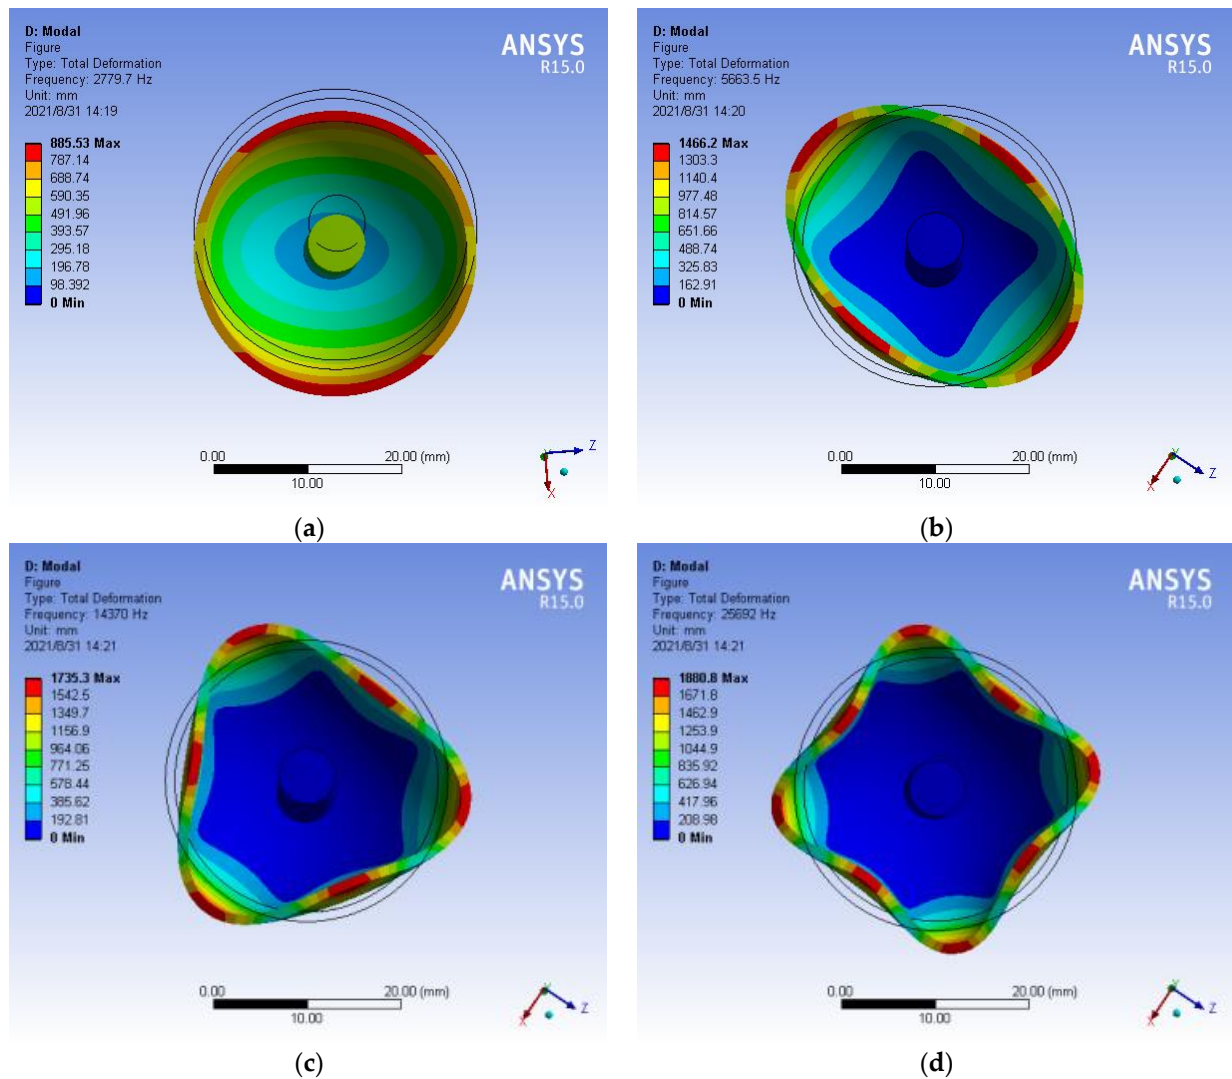 D: Modal
Figure
Type: Total Deformation
Frequency: 2779.7 Hz
Unit: mm
2021/8/31 14:19
ANSYS
R15.0
885.53 Max
787.14
688.74
590.35
491.96
393.57
295.18
196.78
98.392
0 Min
0.00
20.00 (mm)
10.00
Z
X
(a)
D: Modal
Figure
Type: Total Deformation
Frequency: 5663.5 Hz
Unit: mm
2021/8/31 14:20
ANSYS
R15.0
1466.2 Max
1303.3
1140.4
977.48
814.57
651.66
488.74
325.83
162.91
0 Min
0.00
20.00 (mm)
10.00
Y
Z
X
(b)
D: Modal
Figure
Type: Total Deformation
Frequency: 14370 Hz
Unit: mm
2021/8/31 14:21
ANSYS
R15.0
1735.3 Max
1542.5
1349.7
1156.9
964.06
771.25
578.44
385.62
192.81
0 Min
0.00
20.00 (mm)
10.00
Y
Z
X
(c)
D: Modal
Figure
Type: Total Deformation
Frequency: 25692 Hz
Unit: mm
2021/8/31 14:21
ANSYS
R15.0
1880.8 Max
1671.8
1462.9
1253.9
1044.9
835.92
626.94
417.96
208.98
0 Min
0.00
20.00 (mm)
10.00
Y
Z
X
(d)